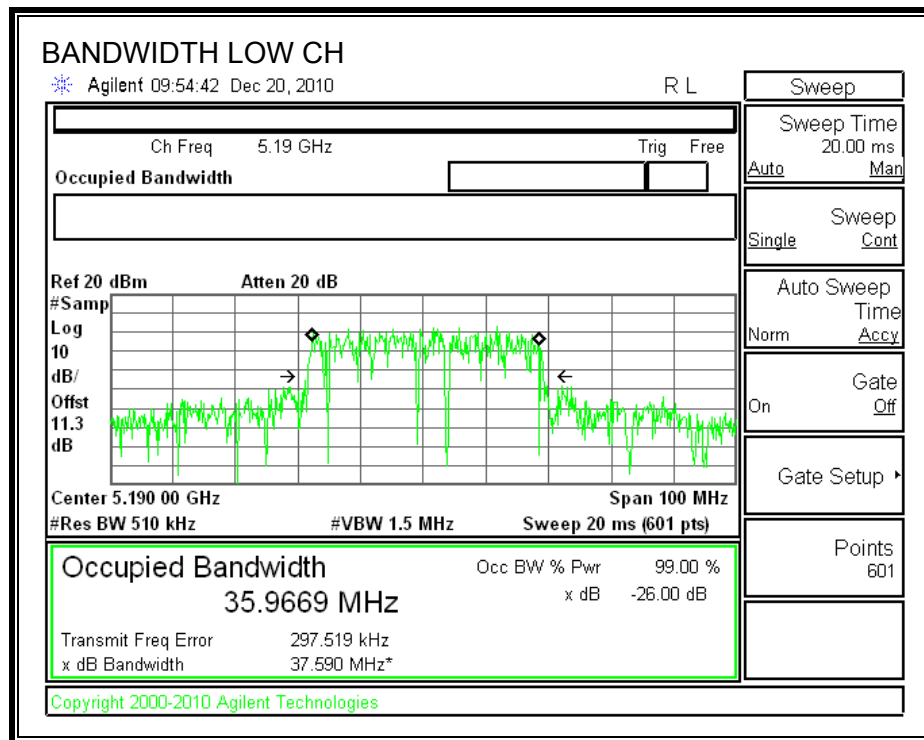 BANDWIDTH LOW CH
Agilent 09:54:42 Dec 20, 2010 R L
Ch Freq 5.19 GHz Trig Free
Occupied Bandwidth
Ref 20 dBm Atten 20 dB
#Samp
Log
10
dB/
Offst
11.3
dB
Center 5.190 00 GHz Span 100 MHz
#Res BW 510 kHz #VBW 1.5 MHz Sweep 20 ms (601 pts)
Occupied Bandwidth Occ BW % Pwr 99.00 %
35.9669 MHz x dB -26.00 dB
Transmit Freq Error 297.519 kHz
x dB Bandwidth 37.590 MHz*
Copyright 2000-2010 Agilent Technologies
Sweep
Sweep Time
20.00 ms
Auto Man
Sweep
Single Cont
Auto Sweep
Time
Norm Accy
Gate
On Off
Gate Setup
Points
601